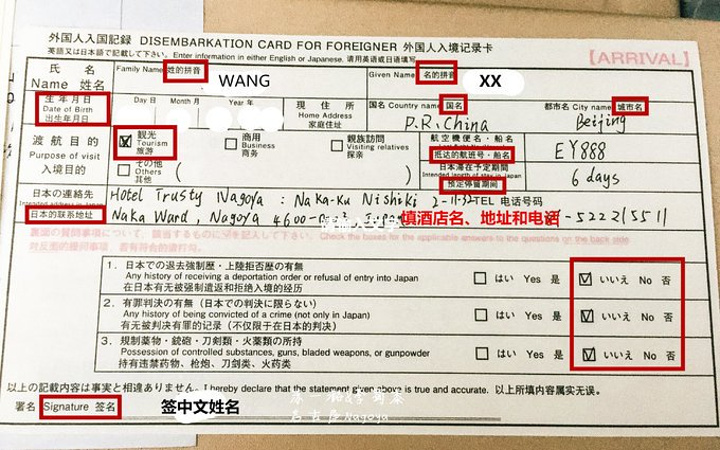 外国人入国記録 DISEMBARKATION CARD FOR FOREIGNER 外国人入境记录卡
英語又は日本語で記載して下さい。Enter information in either English or Japanese. 请用英语或日语填写。
【ARRIVAL】
氏 名
Name 姓名
Family Name 姓的拼音
WANG
Given Name 名的拼音
XX
生年月日
Date of Birth
出生年月日
Day 日 Month 月 Year 年
現住所
Home Address
家庭住址
国名 Country name 国名
P.R.China
都市名 City name 城市名
Beijing
渡航目的
Purpose of visit
入境目的
観光
Tourism
旅游
商用
Business
商务
親族訪問
Visiting relatives
探亲
その他
Others
其他
航空機便名・船名
抵达的航班号・船名
EY888
日本滞在予定期間
Intended length of stay in Japan
预定停留期间
6 days
日本の連絡先
Intended address in Japan
日本的联系地址
Hotel Trusty Nagoya : Naka-Ku Nishiki 2-11-32
TEL 电话号码
Naka Ward, Nagoya
填酒店名、地址和电话
-522215511
裏面の質問事項について、該当するものに☑を記入して下さい。Check the boxes for the applicable answers to the questions on the back side.
1. 日本での退去強制歴・上陸拒否歴の有無
Any history of receiving a deportation order or refusal of entry into Japan
在日本有无被强制遣返和拒绝入境的经历
はい Yes 是
いいえ No 否
2. 有罪判決の有無（日本での判決に限らない）
Any history of being convicted of a crime (not only in Japan)
有无被判决有罪的记录（不仅限于在日本的判决）
はい Yes 是
いいえ No 否
3. 規制薬物・銃砲・刀剣類・火薬類の所持
Possession of controlled substances, guns, bladed weapons, or gunpowder
持有违禁药物、枪炮、刀剑类、火药类
はい Yes 是
いいえ No 否
以上の記載内容は事実と相違ありません。I hereby declare that the statement given above is true and accurate. 以上所填内容属实无误。
署名 Signature 签名
签中文姓名
名古屋Nagoya